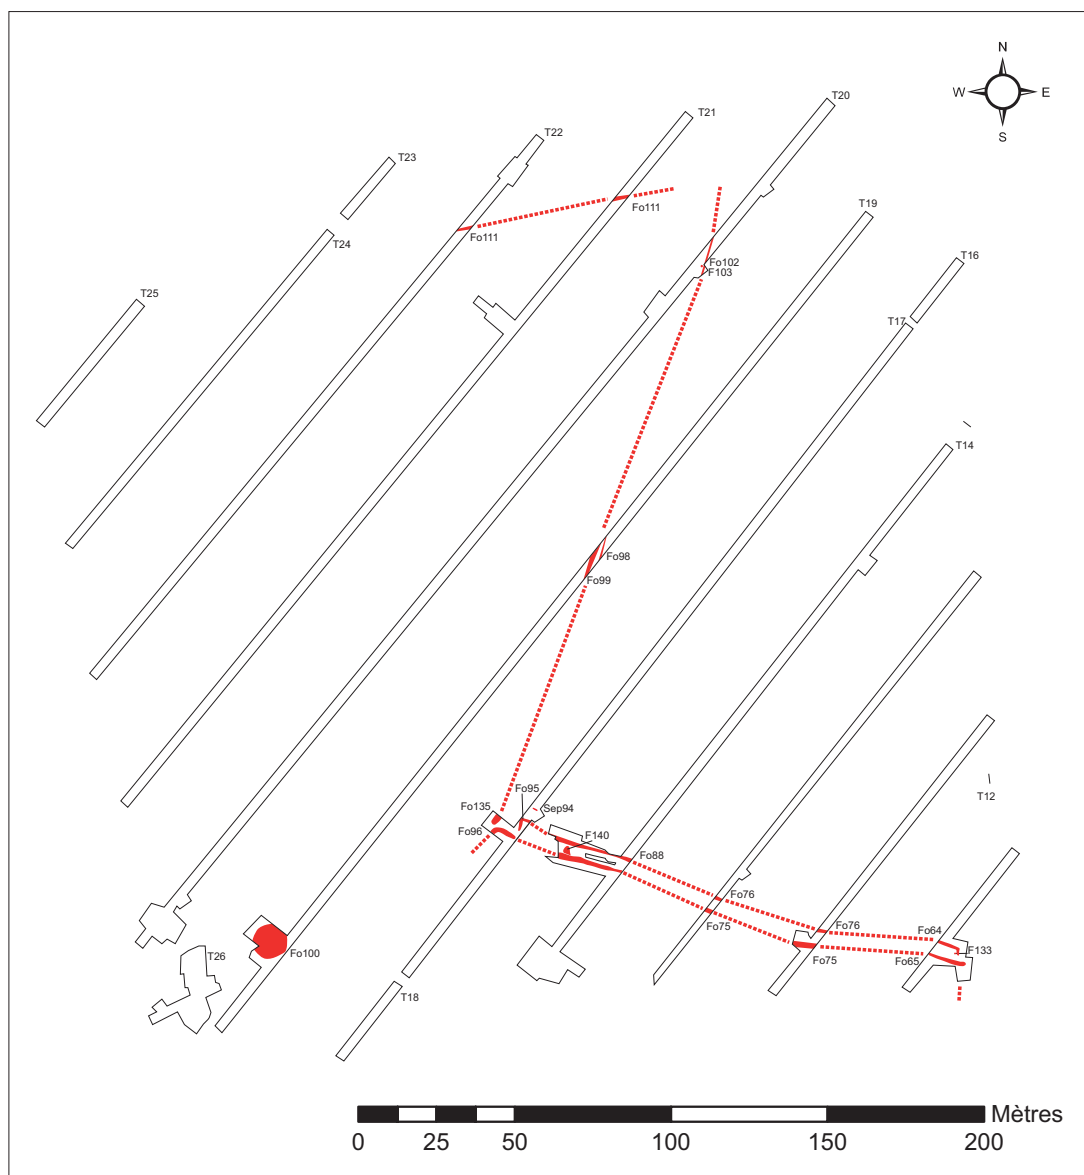 N
W E
S
T20
T21
T22
T23
T19
Fo111
Fo111
T24
T16
Fo102
F103
T25
T17
T14
Fo98
Fo99
T12
Fo95
Sep94
Fo135
Fo96
F140
Fo88
Fo76
Fo75
Fo76
Fo64
Fo75
Fo65
F133
Fo100
T26
T18
Mètres
0 25 50 100 150 200